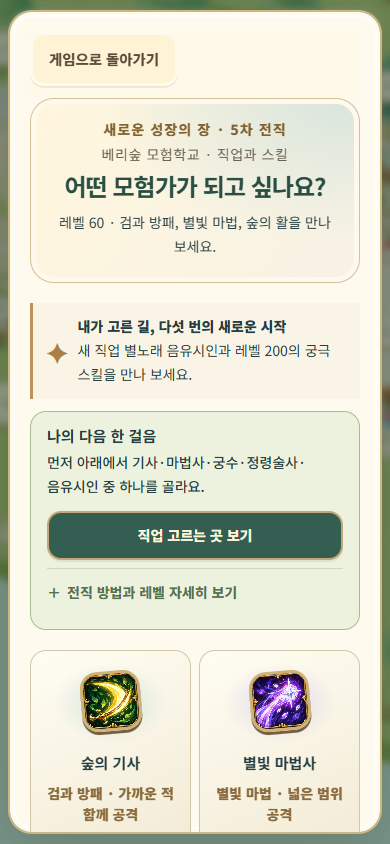 게임으로 돌아가기
새로운 성장의 장 · 5차 전직
베리숲 모험학교 · 직업과 스킬
어떤 모험가가 되고 싶나요?
레벨 60 · 검과 방패, 별빛 마법, 숲의 활을 만나
보세요.
내가 고른 길, 다섯 번의 새로운 시작
새 직업 별노래 음유시인과 레벨 200의 궁극
스킬을 만나 보세요.
나의 다음 한 걸음
먼저 아래에서 기사·마법사·궁수·정령술사·
음유시인 중 하나를 골라요.
직업 고르는 곳 보기
+ 전직 방법과 레벨 자세히 보기
숲의 기사
검과 방패 · 가까운 적
함께 공격
별빛 마법사
별빛 마법 · 넓은 범위
공격